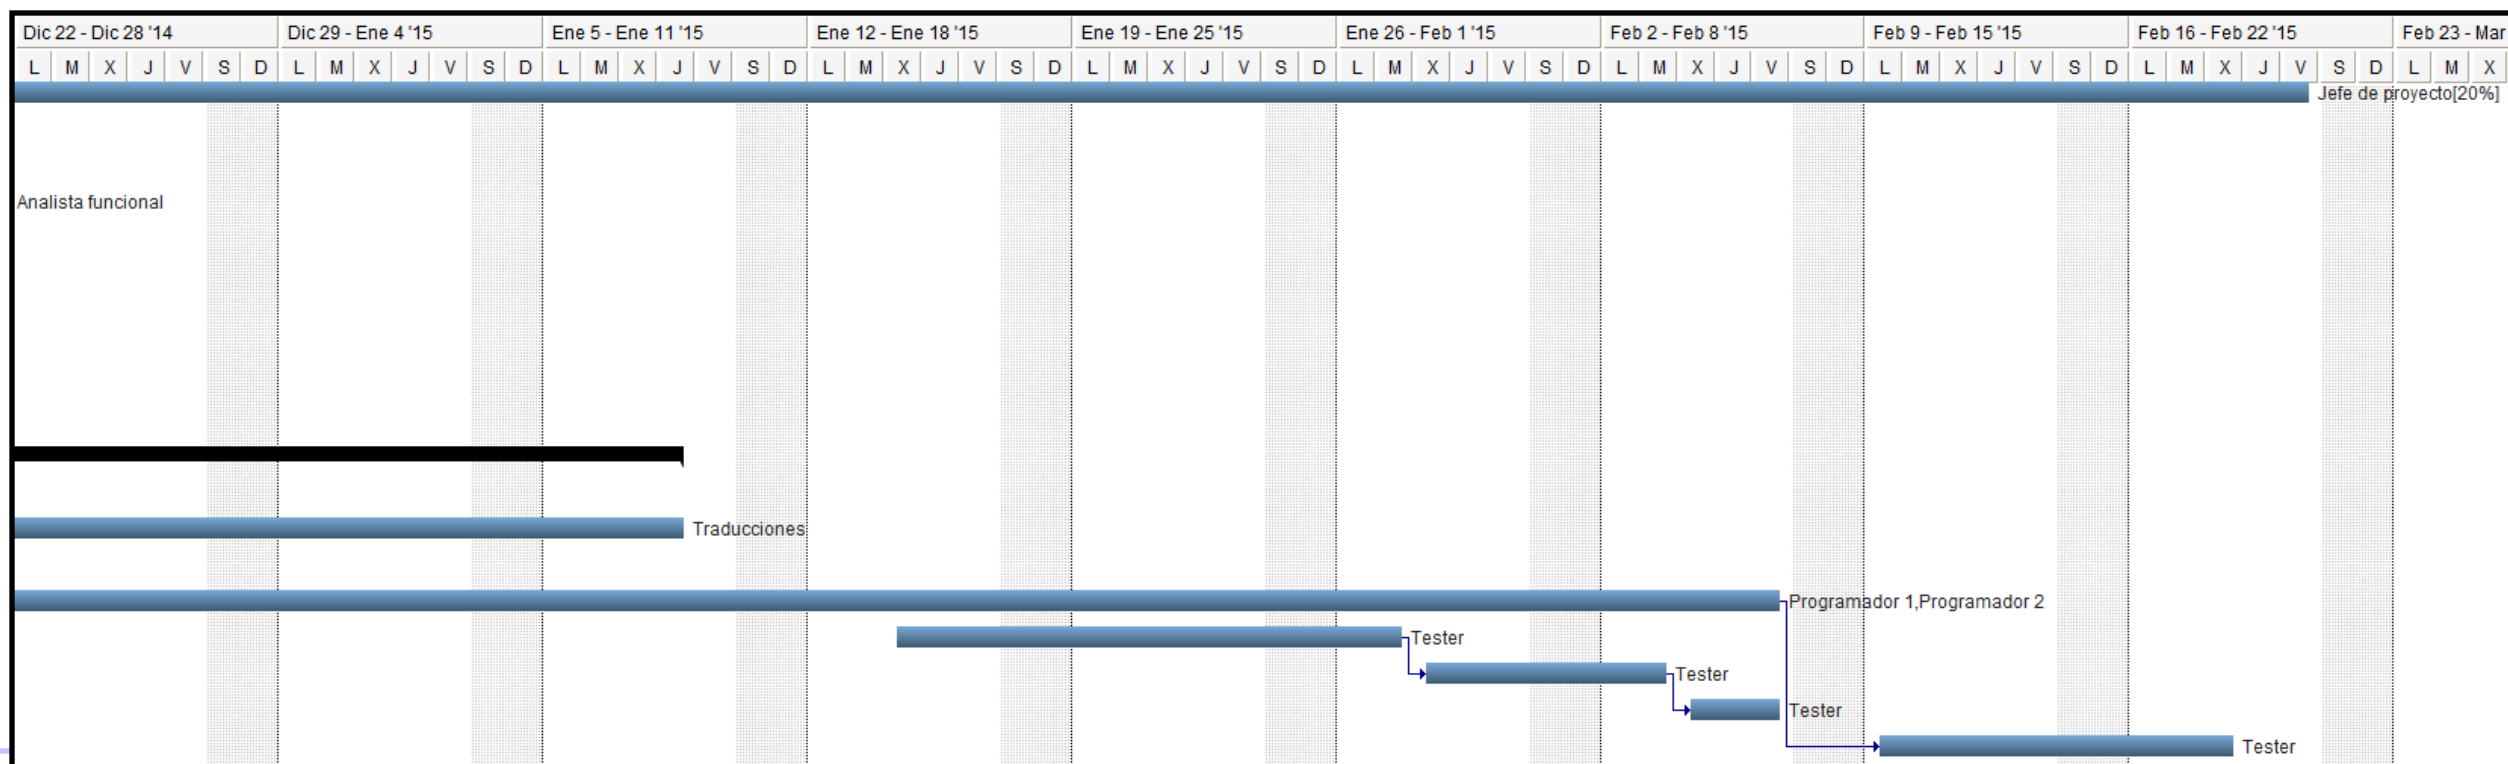 Dic 22 - Dic 28 '14 Dic 29 - Ene 4 '15 Ene 5 - Ene 11 '15 Ene 12 - Ene 18 '15 Ene 19 - Ene 25 '15 Ene 26 - Feb 1 '15 Feb 2 - Feb 8 '15 Feb 9 - Feb 15 '15 Feb 16 - Feb 22 '15 Feb 23 - Mar
L M X J V S D L M X J V S D L M X J V S D L M X J V S D L M X J V S D L M X J V S D L M X J V S D L M X J V S D L M X J V S D L M X
Jefe de proyecto[20%]
Analista funcional
Traducciones
Programador 1,Programador 2
Tester
Tester
Tester
Tester